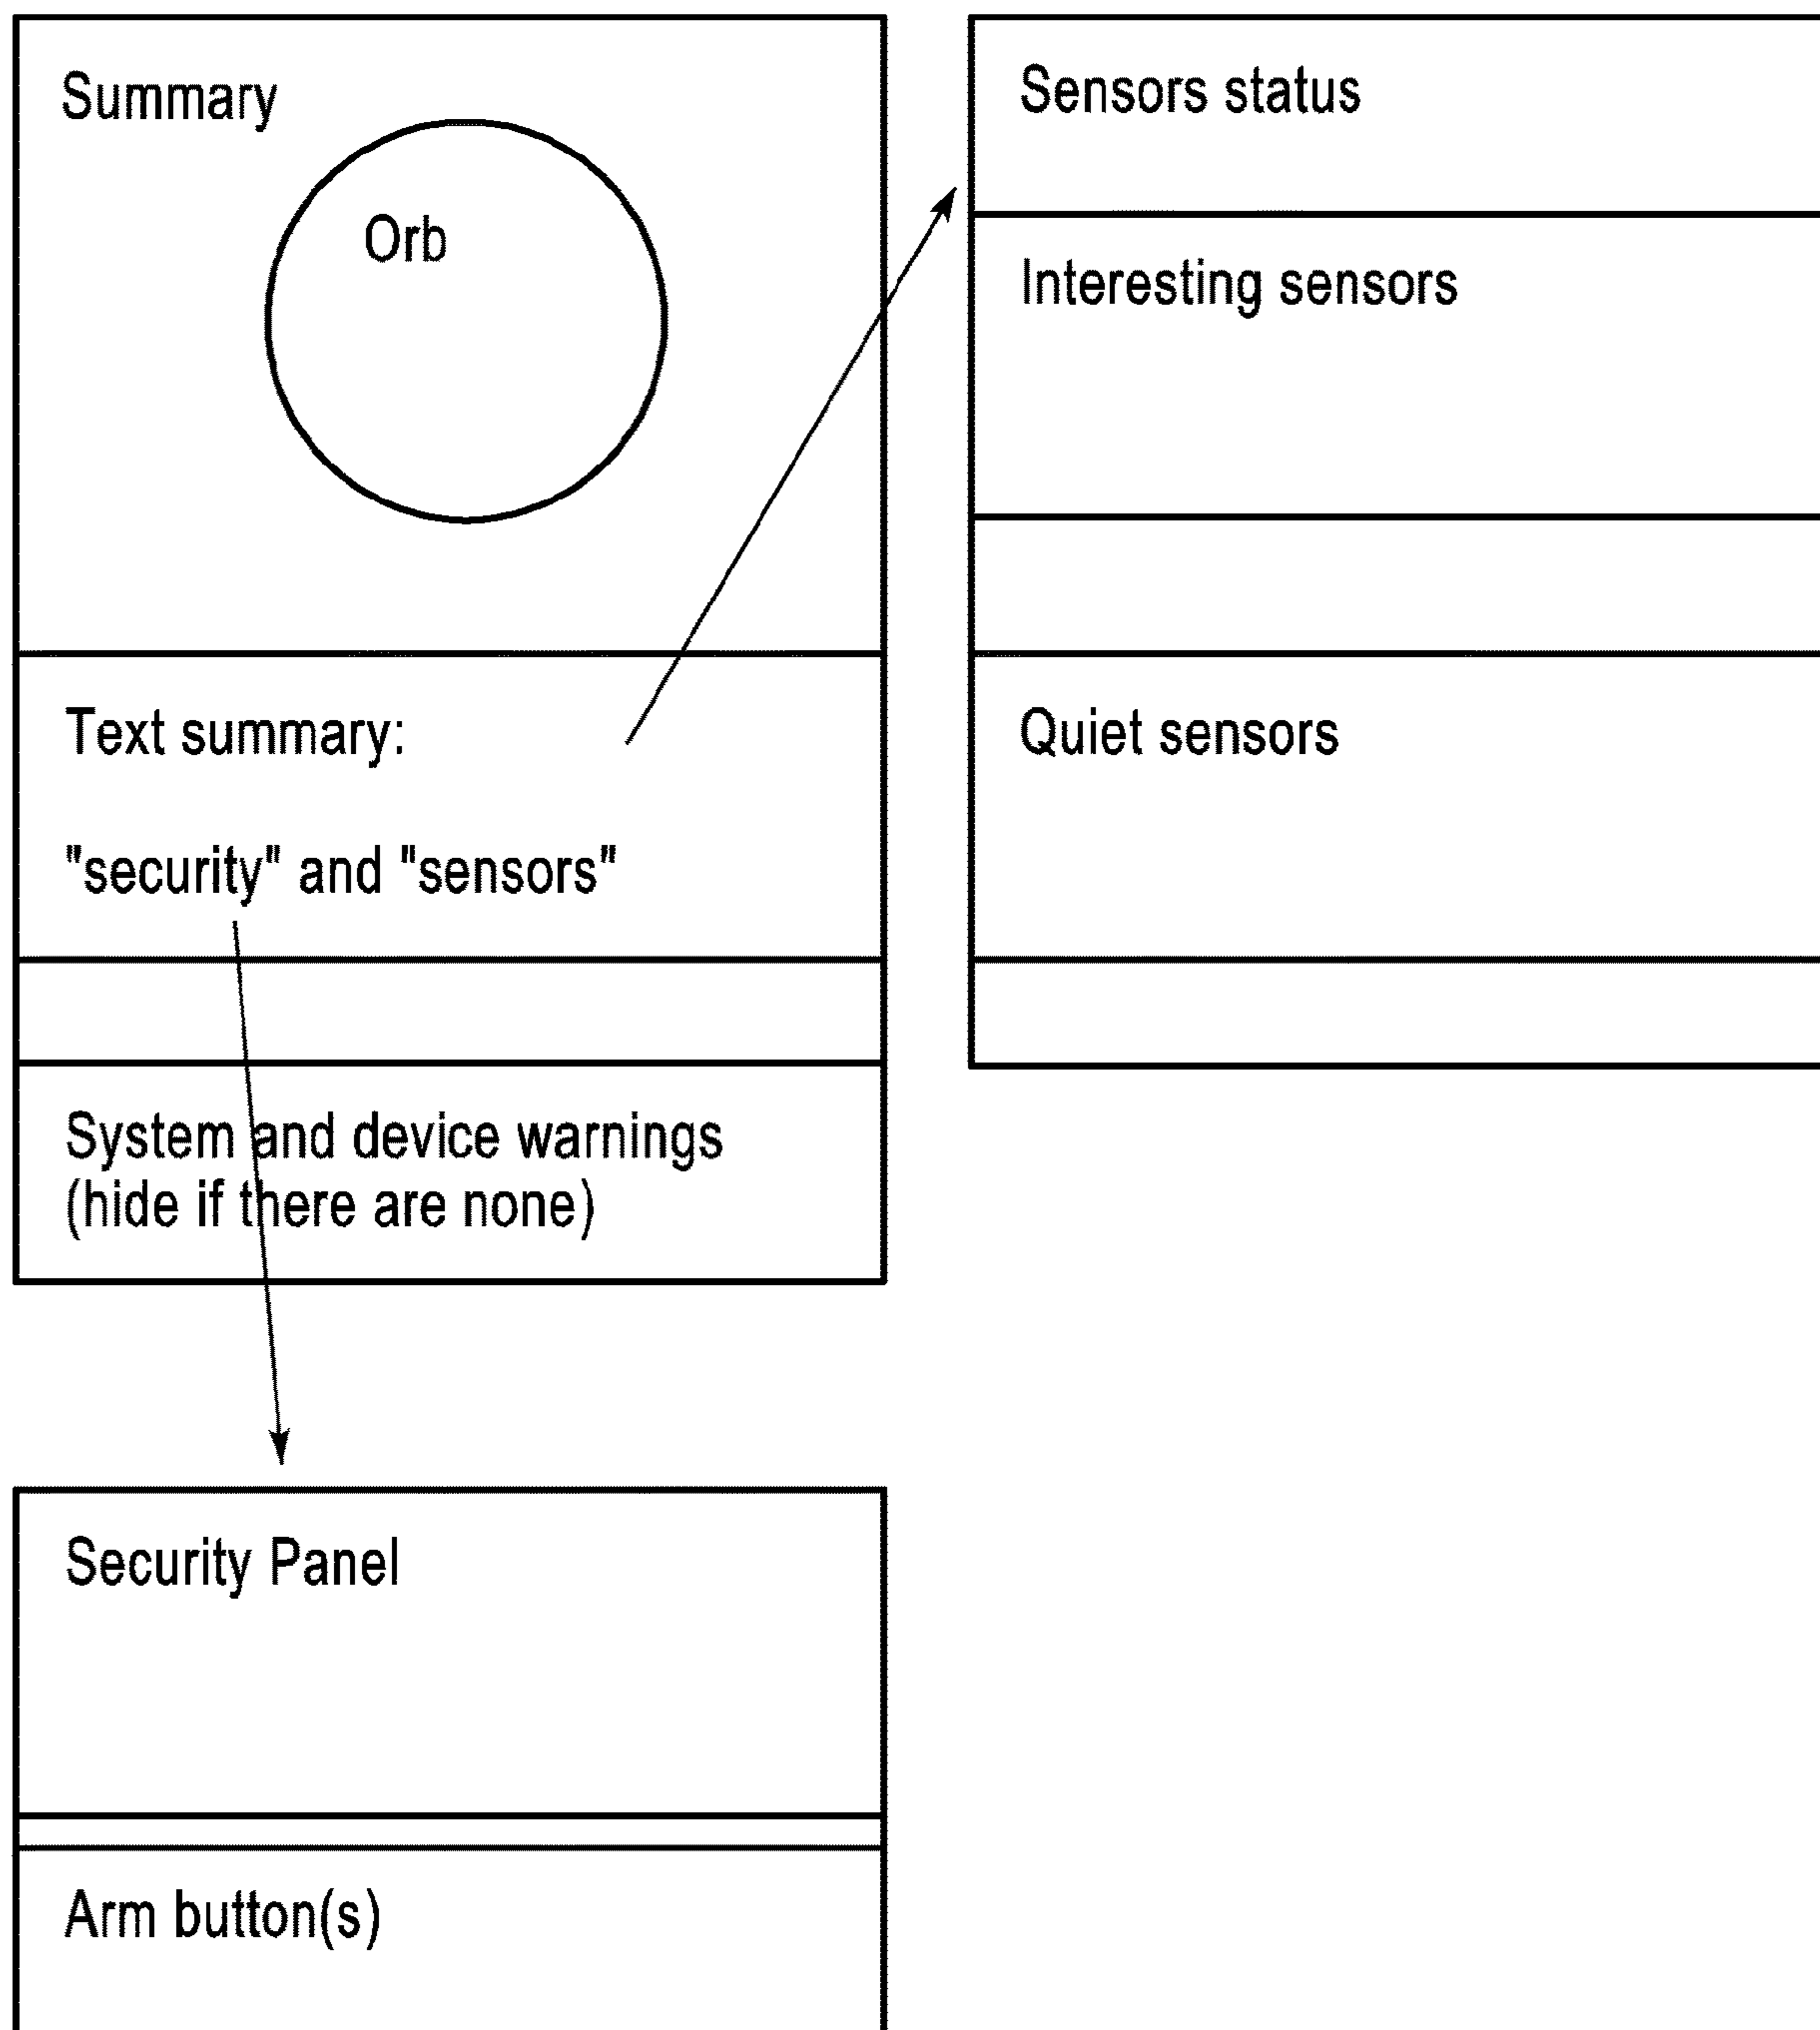 Summary
Orb
Text summary:
"security" and "sensors"
System and device warnings
(hide if there are none)
Sensors status
Interesting sensors
Quiet sensors
Security Panel
Arm button(s)